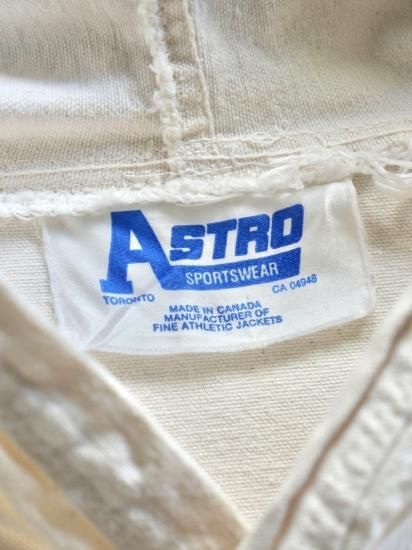 ASTRO
SPORTSWEAR
TORONTO
CA 04948
MADE IN CANADA
MANUFACTURER OF
FINE ATHLETIC JACKETS